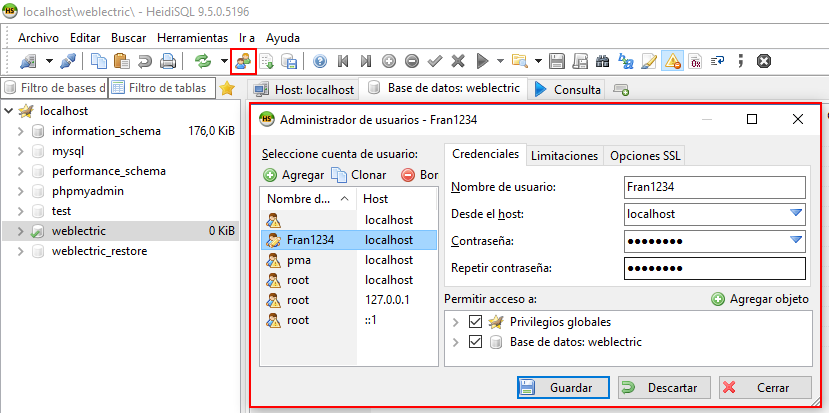 localhost\weblectric\ - HeidiSQL 9.5.0.5196
Archivo Editar Buscar Herramientas Ir a Ayuda
Filtro de bases d Filtro de tablas
Host: localhost Base de datos: weblectric Consulta
localhost
information_schema 176,0 KiB
mysql
performance_schema
phpmyadmin
test
weblectric 0 KiB
weblectric_restore
Administrador de usuarios - Fran1234
Seleccione cuenta de usuario:
Agregar Clonar Bor
Nombre d... Host
localhost
Fran1234 localhost
pma localhost
root localhost
root 127.0.0.1
root ::1
Credenciales Limitaciones Opciones SSL
Nombre de usuario: Fran1234
Desde el host: localhost
Contraseña: ●●●●●●●●
Repetir contraseña: ●●●●●●●●
Permitir acceso a: Agregar objeto
Privilegios globales
Base de datos: weblectric
Guardar Descartar Cerrar